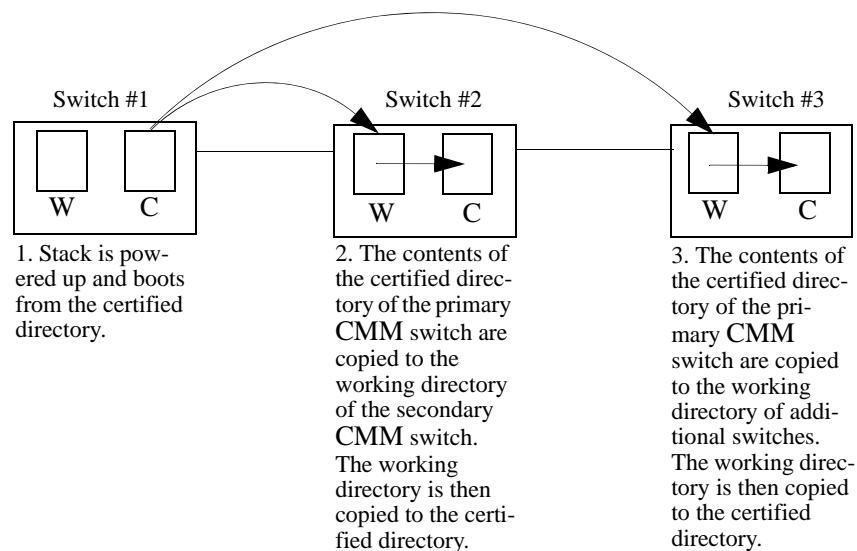 Switch #1
Switch #2
Switch #3
W
C
W
C
W
C
1. Stack is pow-
ered up and boots
from the certified
directory.
2. The contents of
the certified direc-
tory of the primary
CMM switch are
copied to the
working directory
of the secondary
CMM switch.
The working
directory is then
copied to the certi-
fied directory.
3. The contents of
the certified direc-
tory of the pri-
mary CMM
switch are copied
to the working
directory of addi-
tional switches.
The working direc-
tory is then copied
to the certified
directory.